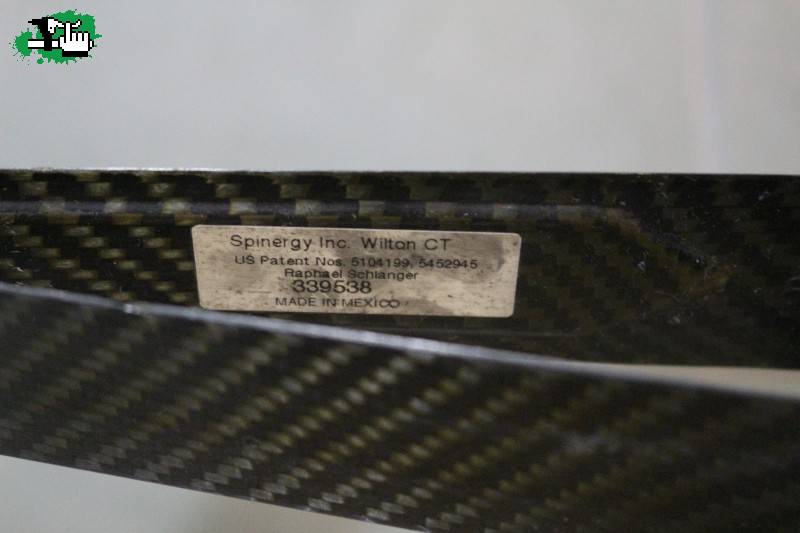 Spinergy Inc. Wilton CT
US Patent Nos. 5104199, 5452945
Raphael Schlanger
339538
MADE IN MEXICO